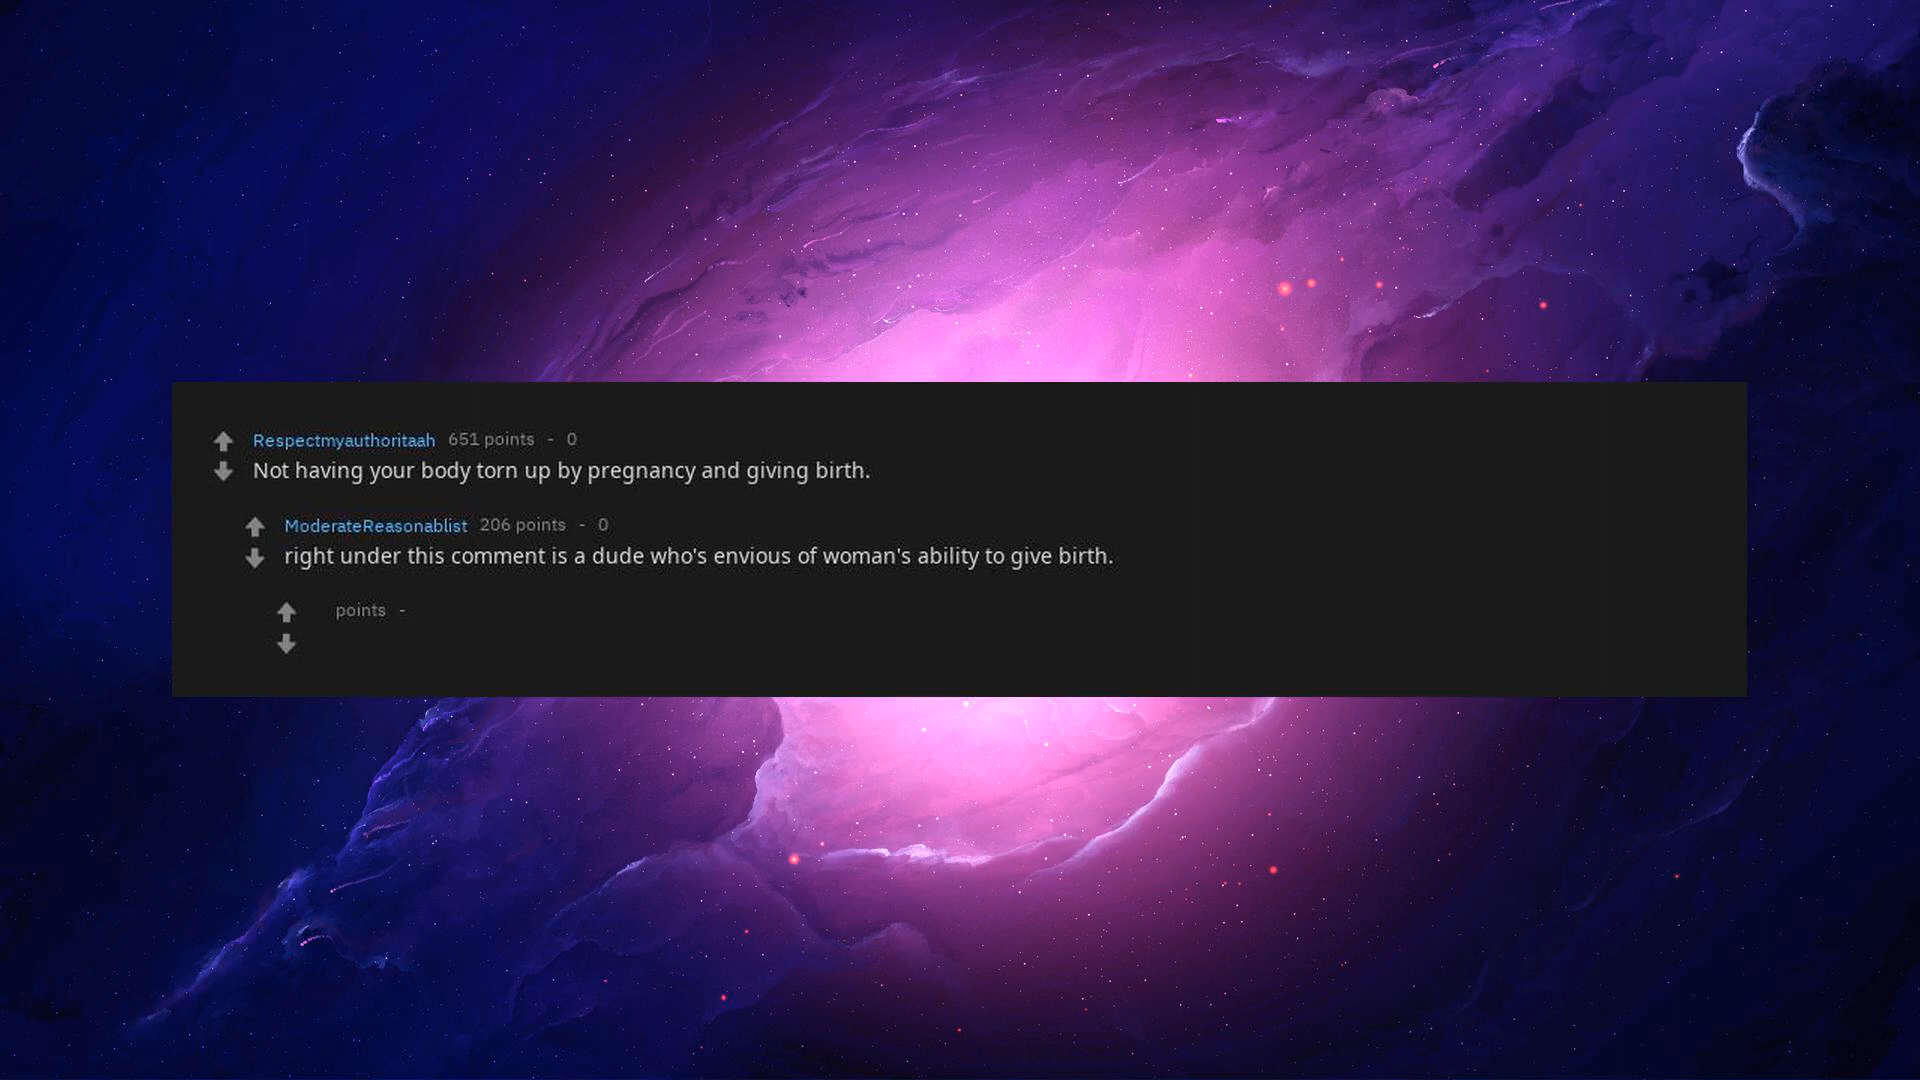 Respectmyauthoritaah 651 points - 0
Not having your body torn up by pregnancy and giving birth.
ModerateReasonablist 206 points - 0
right under this comment is a dude who's envious of woman's ability to give birth.
points -